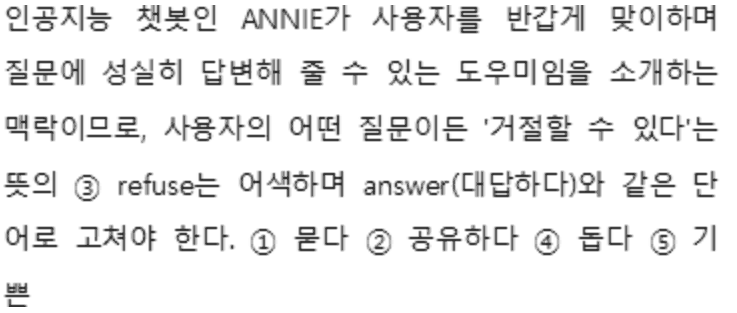 인공지능 챗봇인 ANNIE가 사용자를 반갑게 맞이하며
질문에 성실히 답변해 줄 수 있는 도우미임을 소개하는
맥락이므로, 사용자의 어떤 질문이든 '거절할 수 있다'는
뜻의 ③ refuse는 어색하며 answer(대답하다)와 같은 단
어로 고쳐야 한다. ① 묻다 ② 공유하다 ④ 돕다 ⑤ 기
쁜